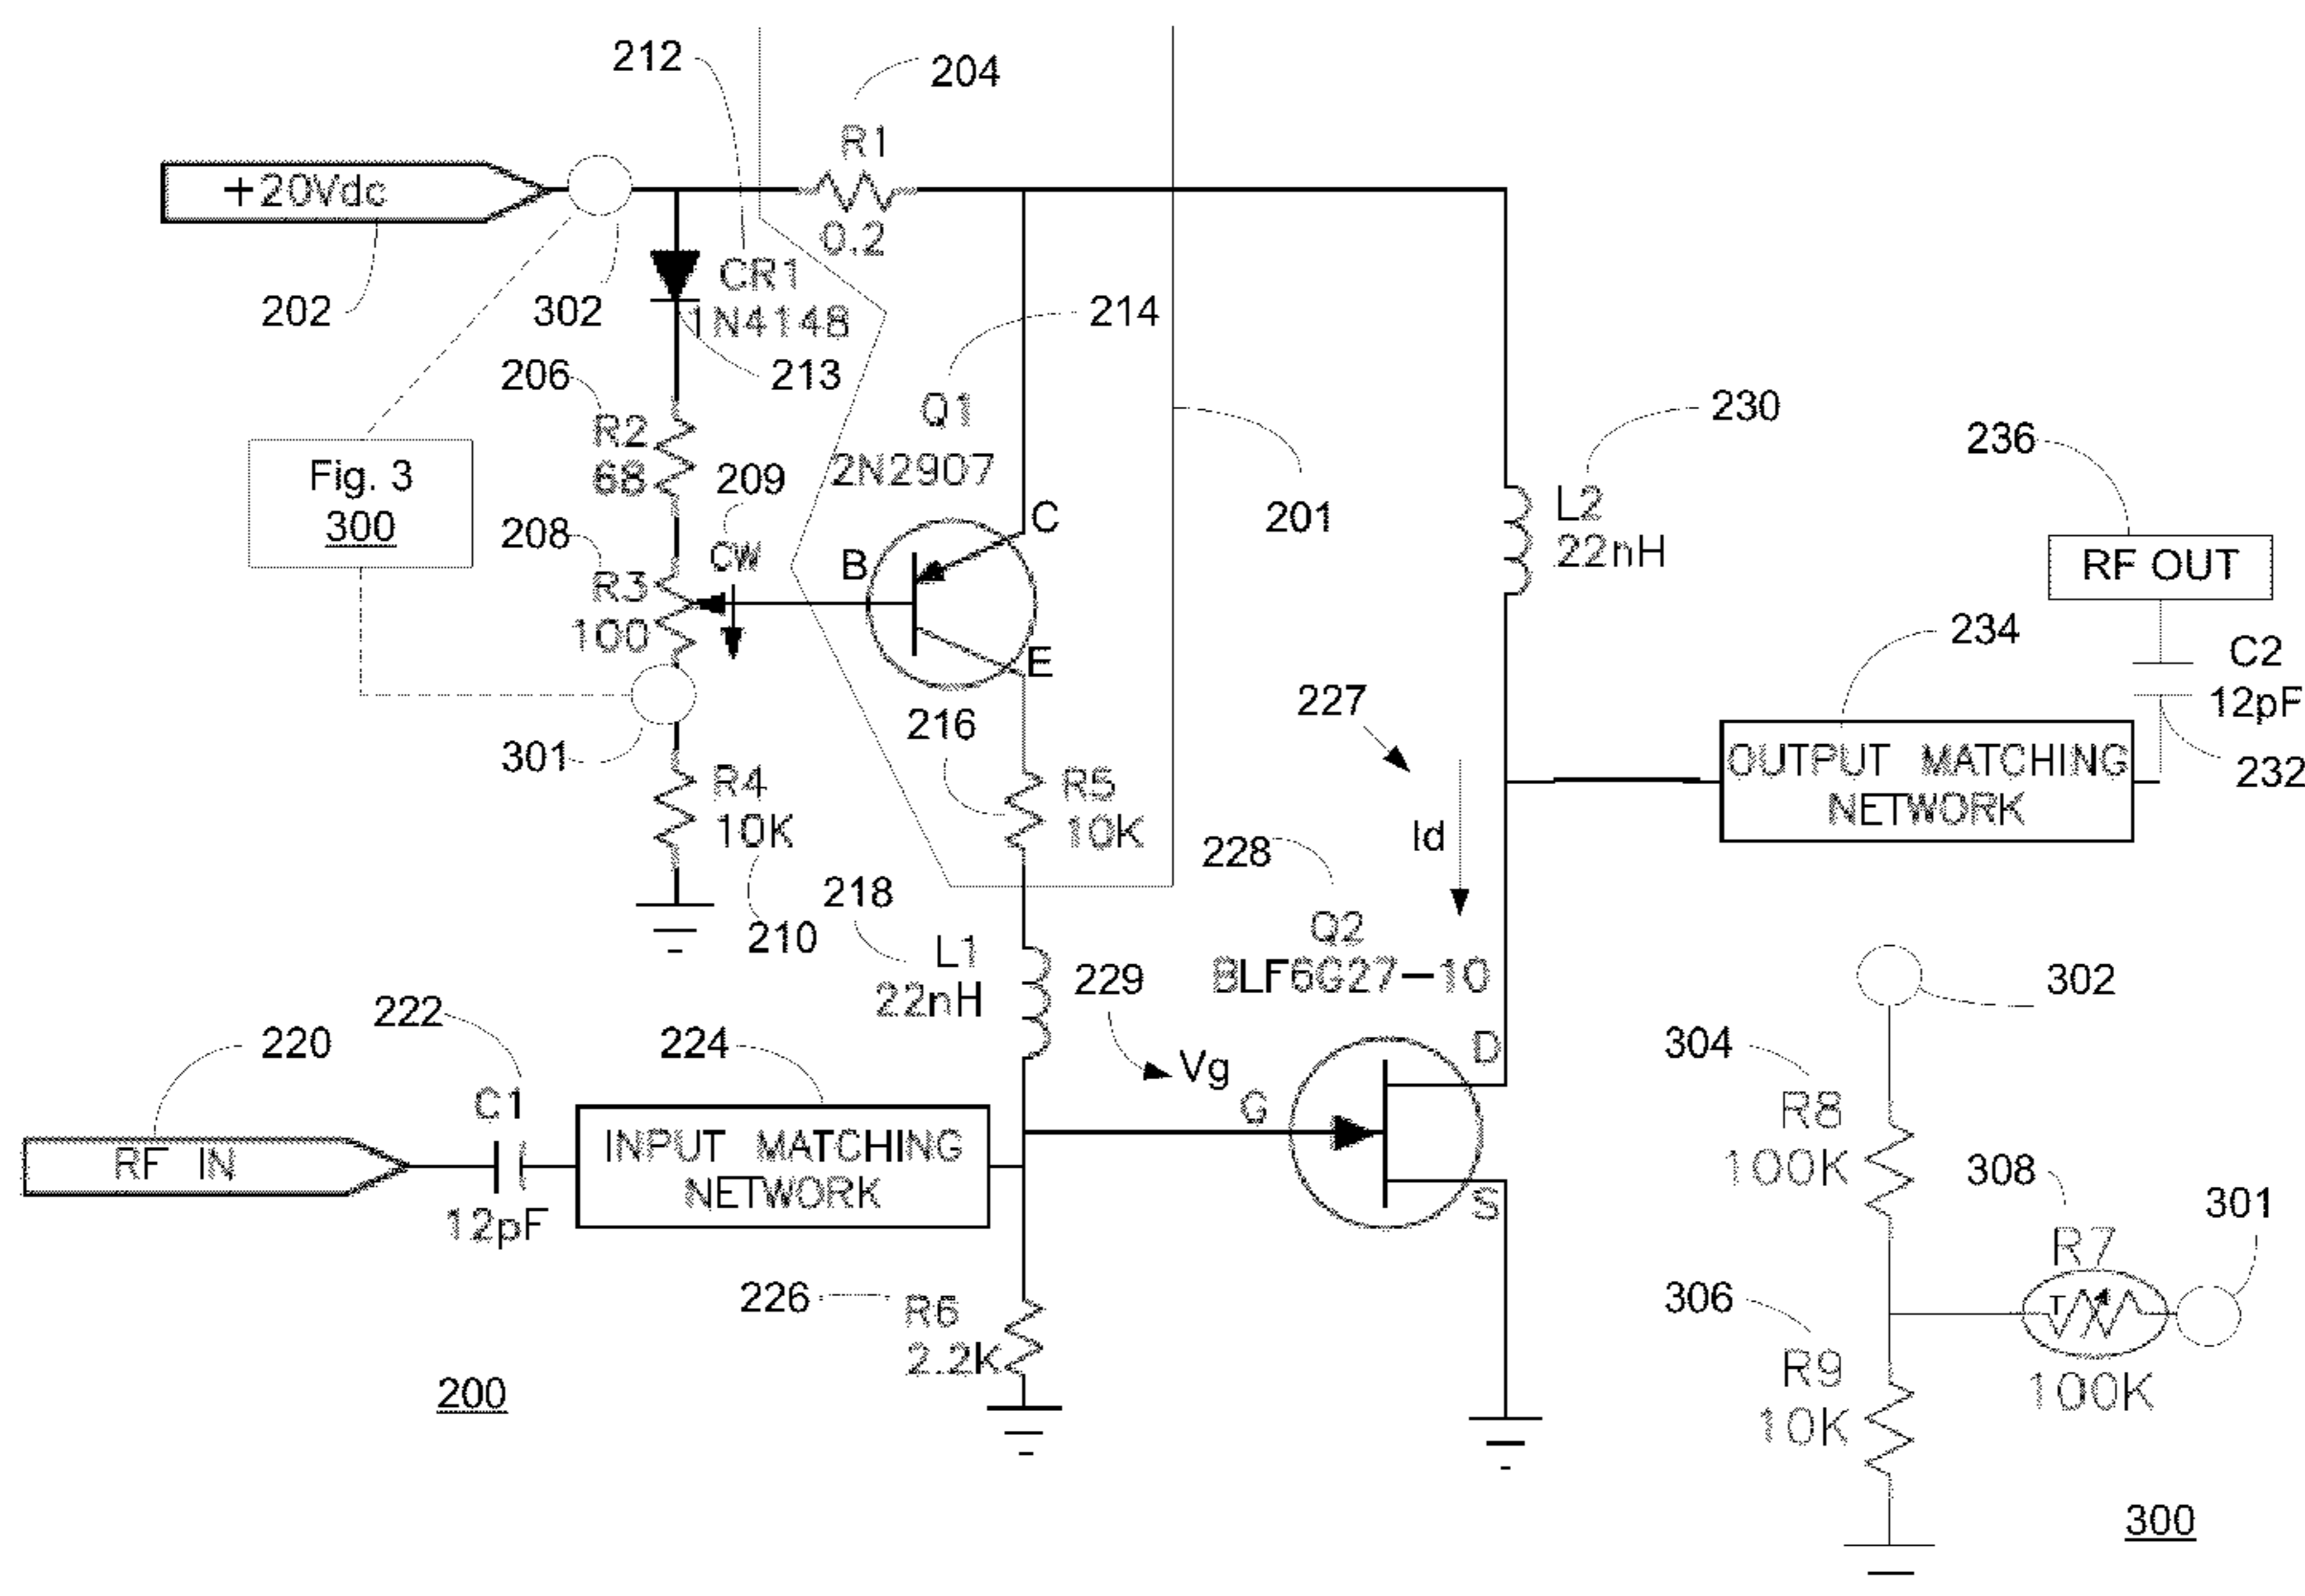 212
204
R1
+20Vdc
0.2
202
302
CR1
1N4148
213
214
206
R2
68
Q1
2N2907
209
CW
Fig. 3
300
208
R3
100
B
C
E
201
230
L2
22nH
236
RF OUT
234
C2
12pF
232
OUTPUT MATCHING
NETWORK
227
Id
301
216
R4
10K
210
R5
10K
218
L1
22nH
228
Q2
BLF6G27-10
229
Vg
G
D
S
220
RF IN
222
C1
12pF
224
INPUT MATCHING
NETWORK
226
R6
2.2K
200
302
304
R8
100K
308
R7
T
100K
301
306
R9
10K
300